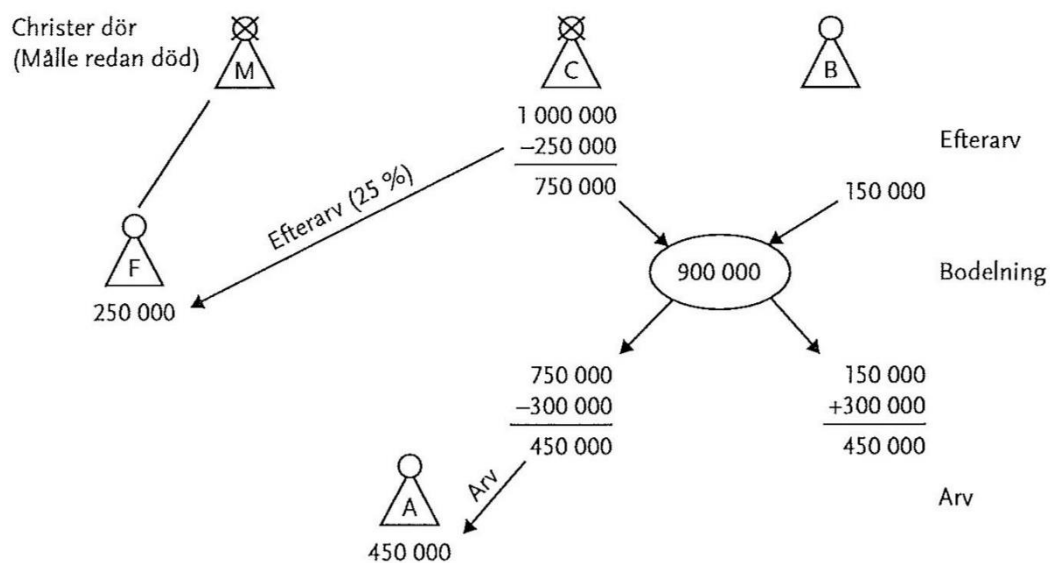 Christer dör
(Målle redan död)
M
C
B
1 000 000
–250 000
750 000
Efterarv
150 000
Efterarv (25 %)
F
250 000
900 000
Bodelning
750 000
–300 000
450 000
150 000
+300 000
450 000
Arv
A
450 000
Arv